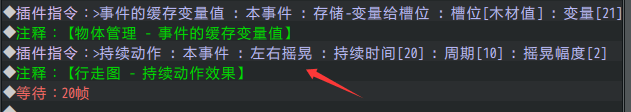 ◆插件指令:>事件的缓存变量值 : 本事件 : 存储-变量给槽位 : 槽位[木材值] : 变量[21]
◆注释：【物体管理 - 事件的缓存变量值】
◆插件指令:>持续动作 : 本事件 : 左右摇晃 : 持续时间[20] : 周期[10] : 摇晃幅度[2]
◆注释：【行走图 - 持续动作效果】
◆等待：20帧